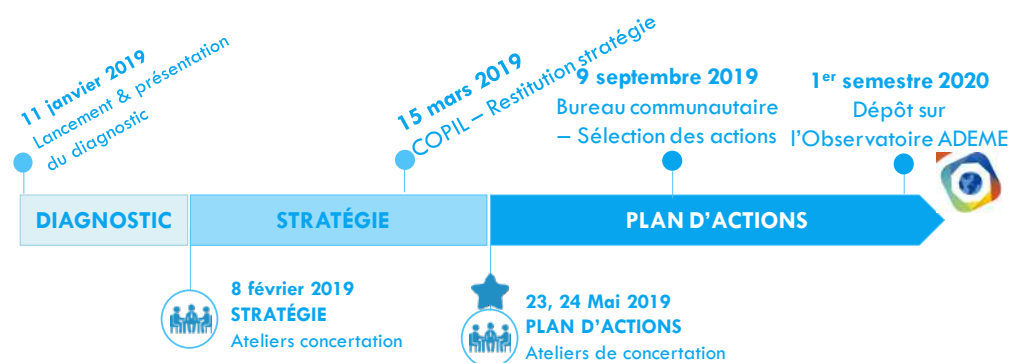 11 janvier 2019
Lancement & présentation
du diagnostic
15 mars 2019
COPIL – Restitution stratégie
9 septembre 2019
Bureau communautaire
– Sélection des actions
1er semestre 2020
Dépôt sur
l'Observatoire ADEME
DIAGNOSTIC
STRATÉGIE
PLAN D'ACTIONS
8 février 2019
STRATÉGIE
Ateliers concertation
23, 24 Mai 2019
PLAN D'ACTIONS
Ateliers de concertation